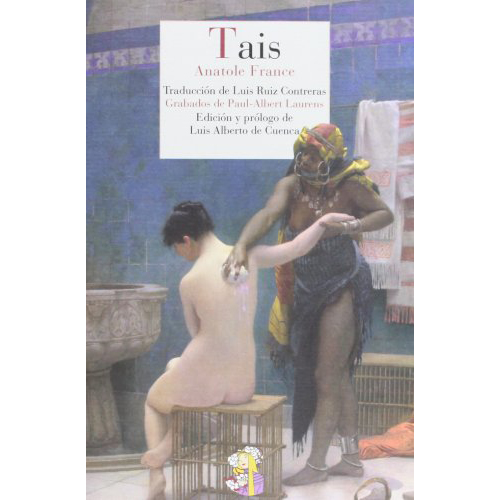 Tais
Anatole France
Traducción de Luis Ruiz Contreras
Grabados de Paul-Albert Laurens
Edición y prólogo de
Luis Alberto de Cuenca